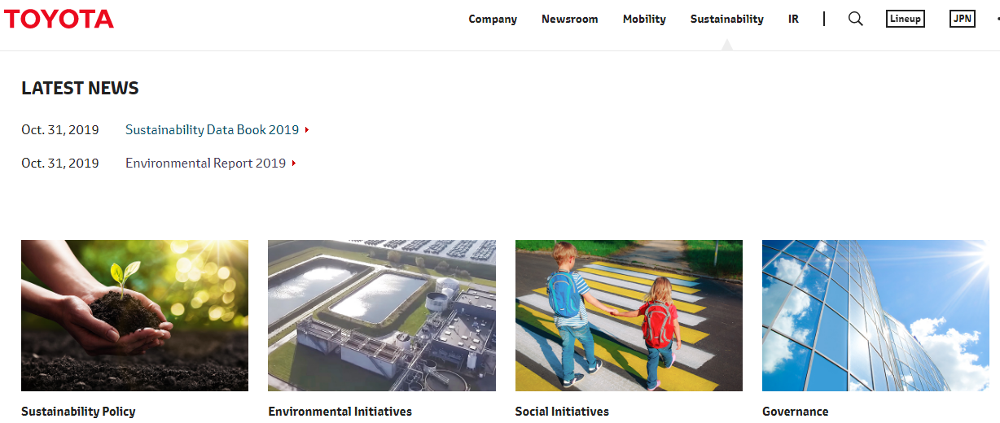 TOYOTA
Company Newsroom Mobility Sustainability IR Lineup JPN
LATEST NEWS
Oct. 31, 2019 Sustainability Data Book 2019
Oct. 31, 2019 Environmental Report 2019
Sustainability Policy Environmental Initiatives Social Initiatives Governance